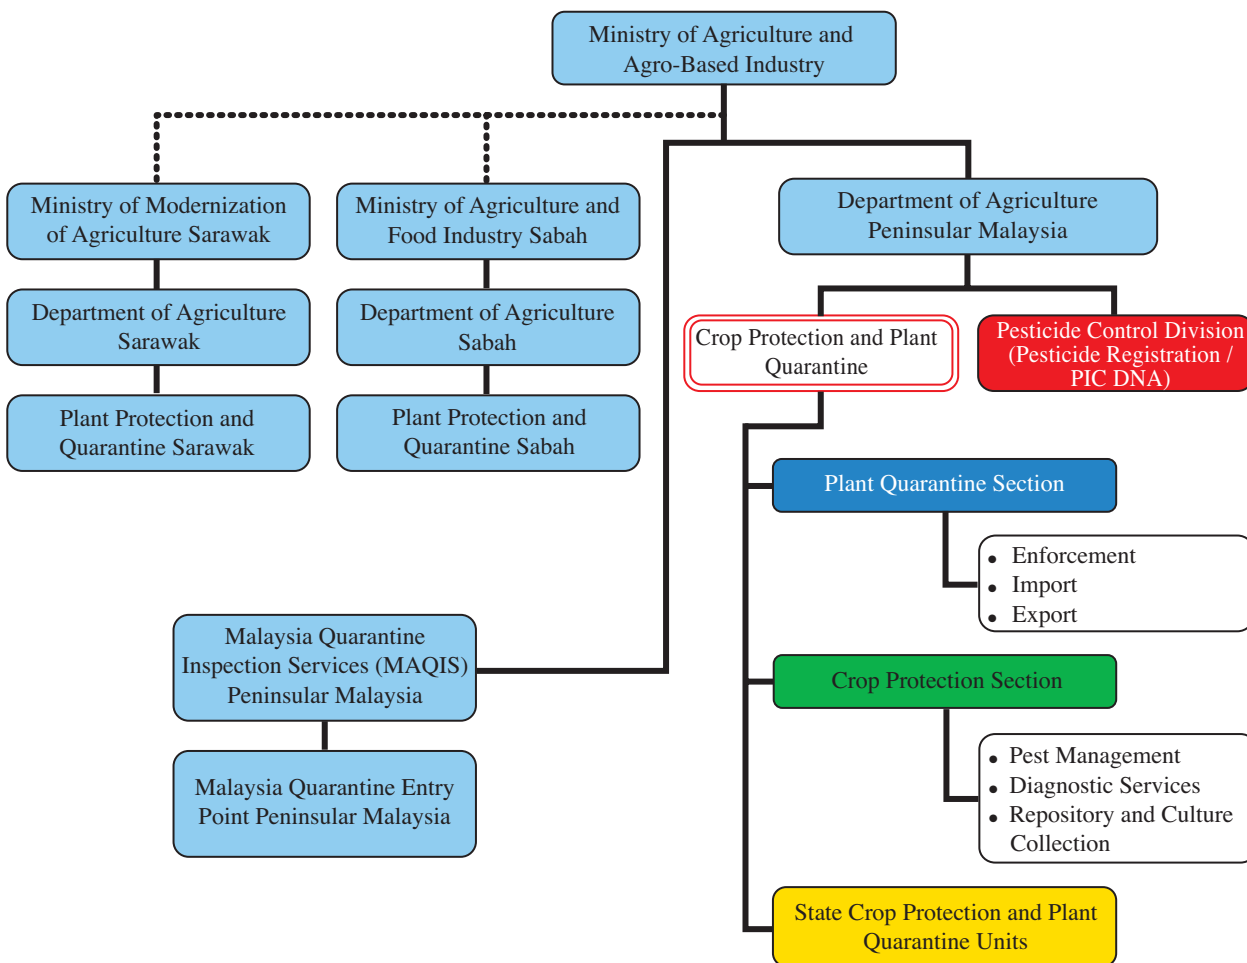 Ministry of Agriculture and
Agro-Based Industry
Ministry of Modernization
of Agriculture Sarawak
Ministry of Agriculture and
Food Industry Sabah
Department of Agriculture
Peninsular Malaysia
Department of Agriculture
Sarawak
Department of Agriculture
Sabah
Crop Protection and Plant
Quarantine
Pesticide Control Division
(Pesticide Registration /
PIC DNA)
Plant Protection and
Quarantine Sarawak
Plant Protection and
Quarantine Sabah
Plant Quarantine Section
• Enforcement
• Import
• Export
Malaysia Quarantine
Inspection Services (MAQIS)
Peninsular Malaysia
Crop Protection Section
Malaysia Quarantine Entry
Point Peninsular Malaysia
• Pest Management
• Diagnostic Services
• Repository and Culture
Collection
State Crop Protection and Plant
Quarantine Units